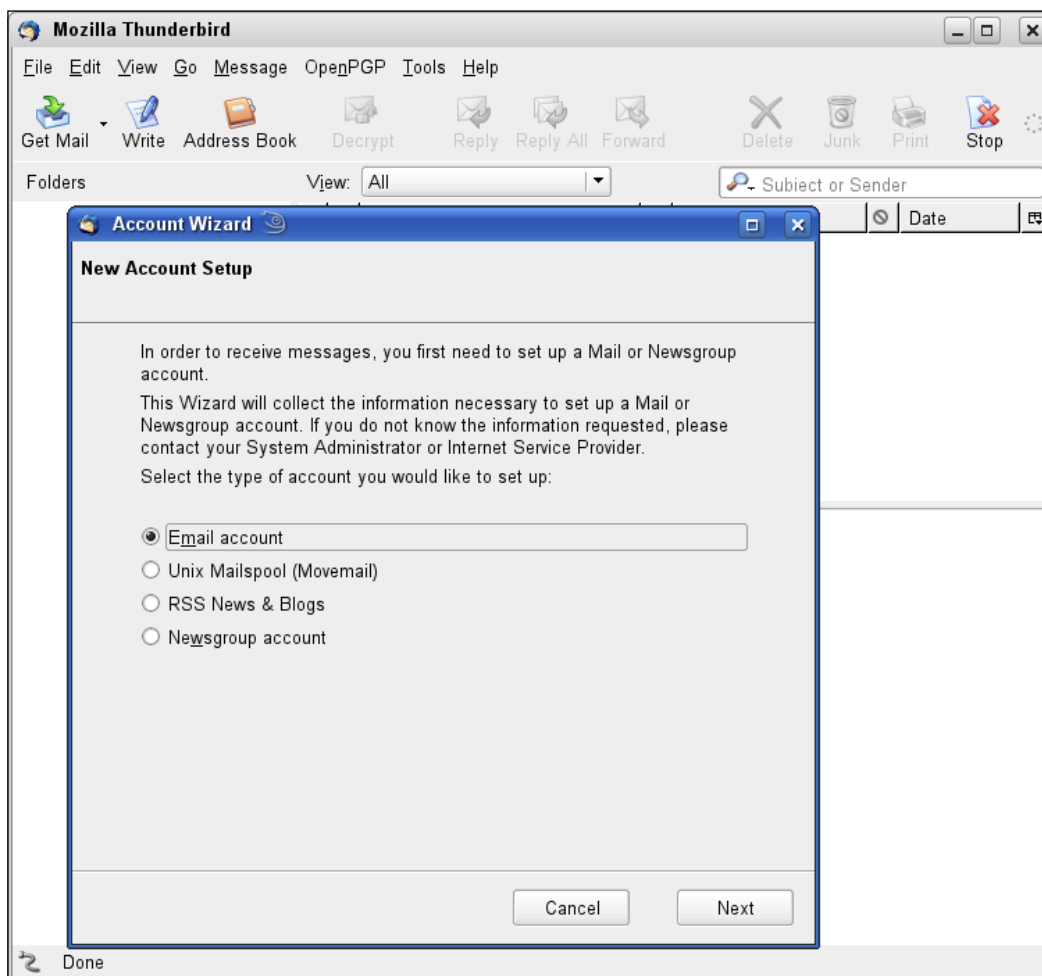 Mozilla Thunderbird
File Edit View Go Message OpenPGP Tools Help
Get Mail Write Address Book Decrypt Reply Reply All Forward Delete Junk Print Stop
Folders View: All Subject or Sender
Account Wizard
Date
New Account Setup
In order to receive messages, you first need to set up a Mail or Newsgroup
account.
This Wizard will collect the information necessary to set up a Mail or
Newsgroup account. If you do not know the information requested, please
contact your System Administrator or Internet Service Provider.
Select the type of account you would like to set up:
Email account
Unix Mailspool (Movemail)
RSS News & Blogs
Newsgroup account
Cancel Next
Done